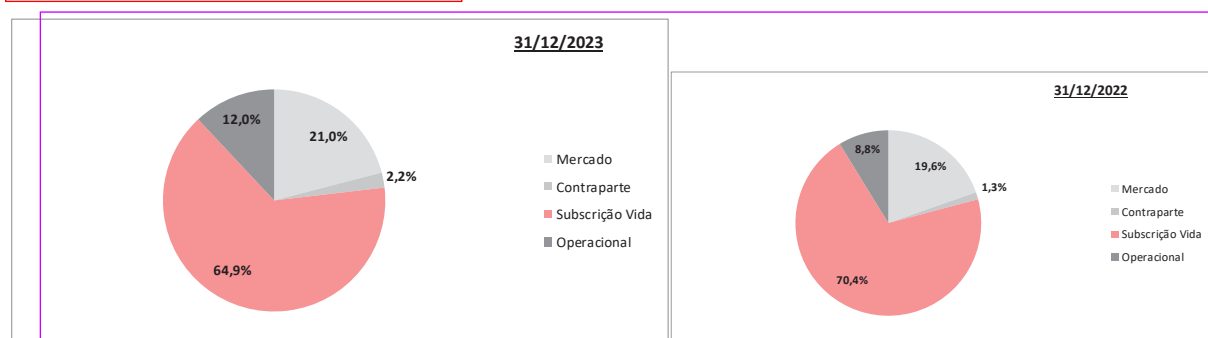 31/12/2023
12,0%
21,0%
2,2%
64,9%
Mercado
Contraparte
Subscrição Vida
Operacional
31/12/2022
8,8%
19,6%
1,3%
70,4%
Mercado
Contraparte
Subscrição Vida
Operacional